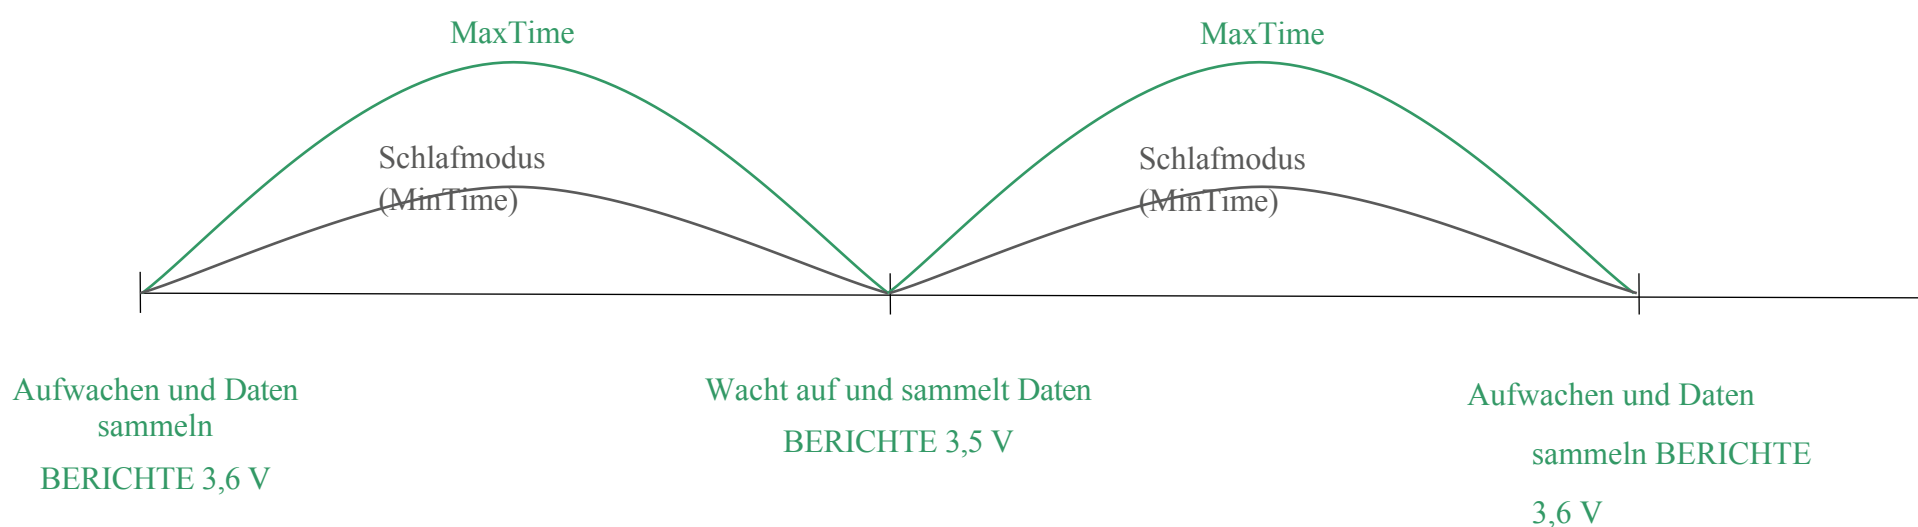 MaxTime
MaxTime
Schlafmodus
(MinTime)
Schlafmodus
(MinTime)
Aufwachen und Daten
sammeln
BERICHTE 3,6 V
Wacht auf und sammelt Daten
BERICHTE 3,5 V
Aufwachen und Daten
sammeln BERICHTE
3,6 V